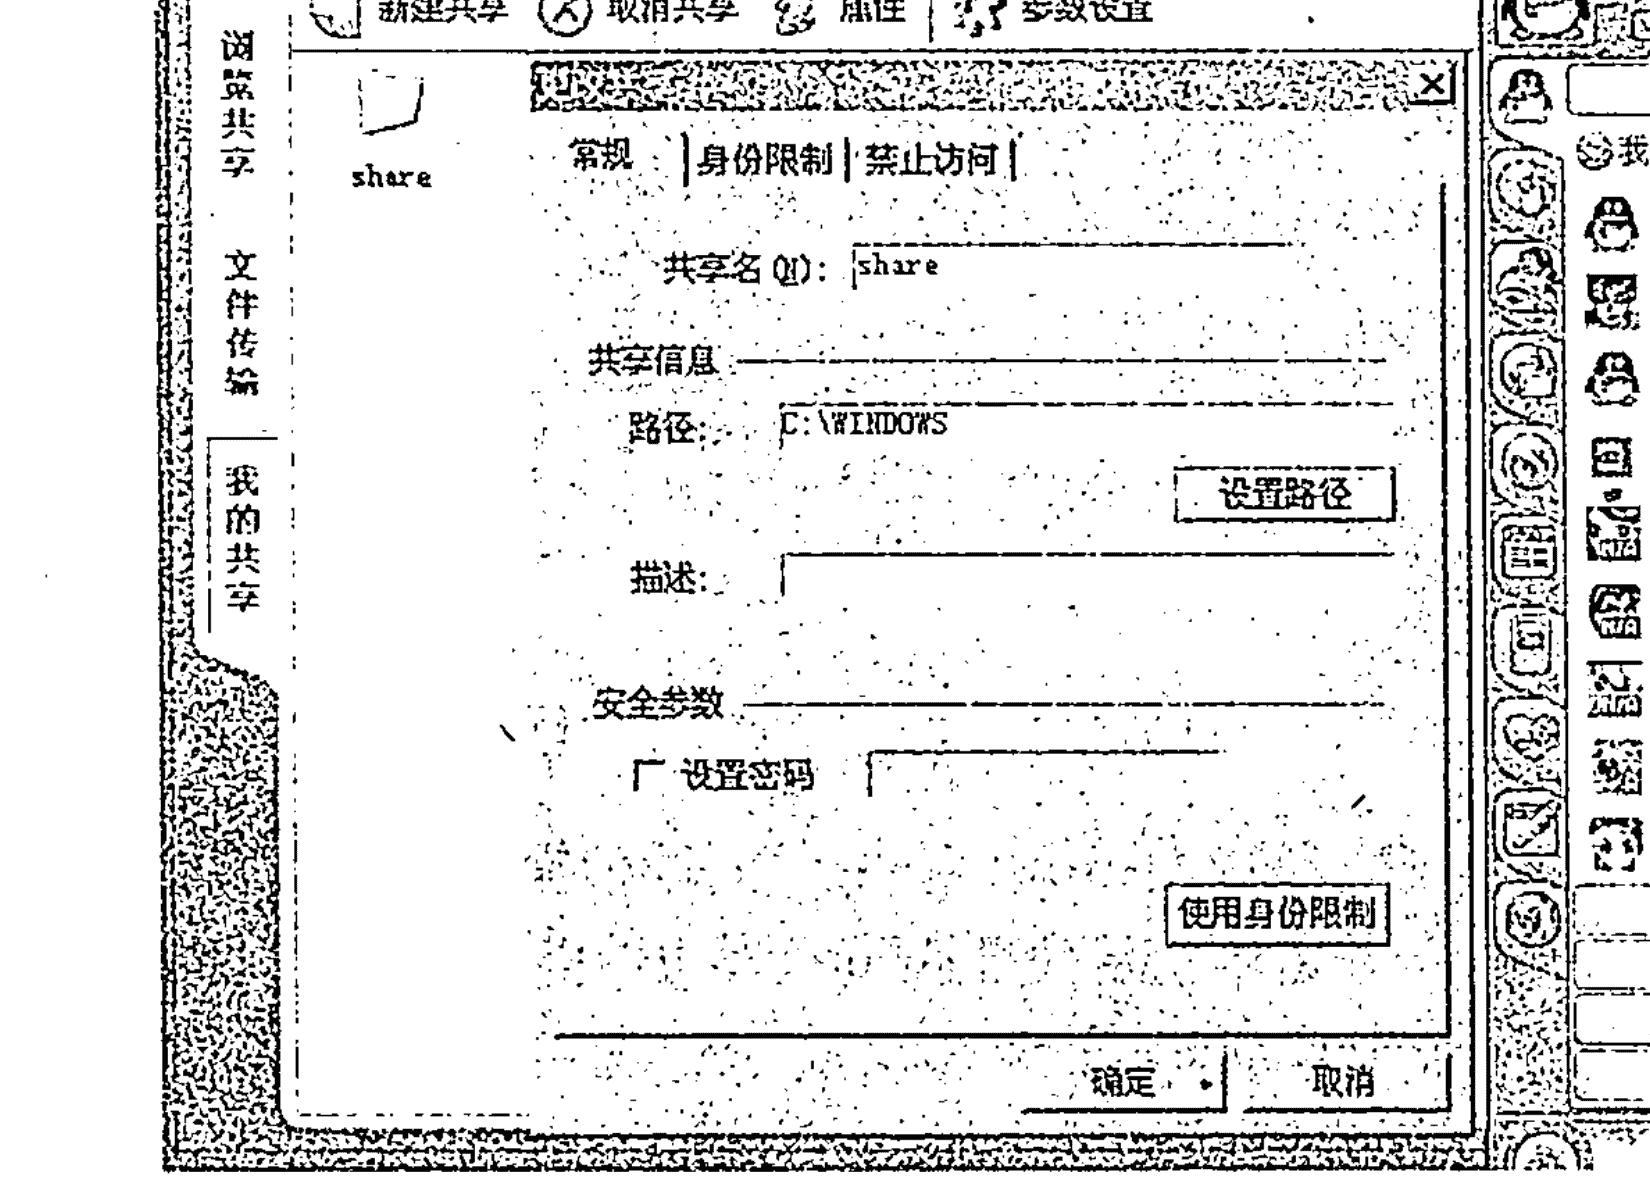 新建共享 取消共享 属性 参数设置
浏览共享
文件传输
我的共享
share
常规 身份限制 禁止访问
共享名(N): share
共享信息
路径: C:\WINDOWS
设置路径
描述:
安全参数
设置密码
使用身份限制
确定 取消
我